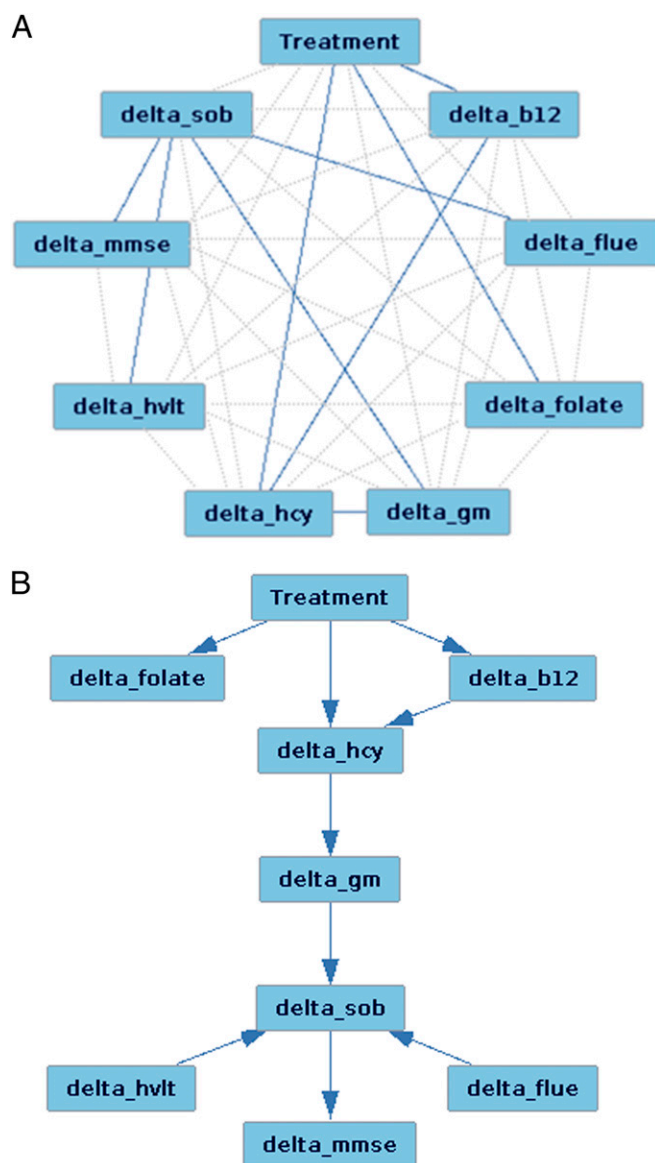 A
Treatment
delta_sob
delta_b12
delta_mmse
delta_flue
delta_hvlt
delta_folate
delta_hcy
delta_gm
B
Treatment
delta_folate
delta_b12
delta_hcy
delta_gm
delta_sob
delta_hvlt
delta_flue
delta_mmse